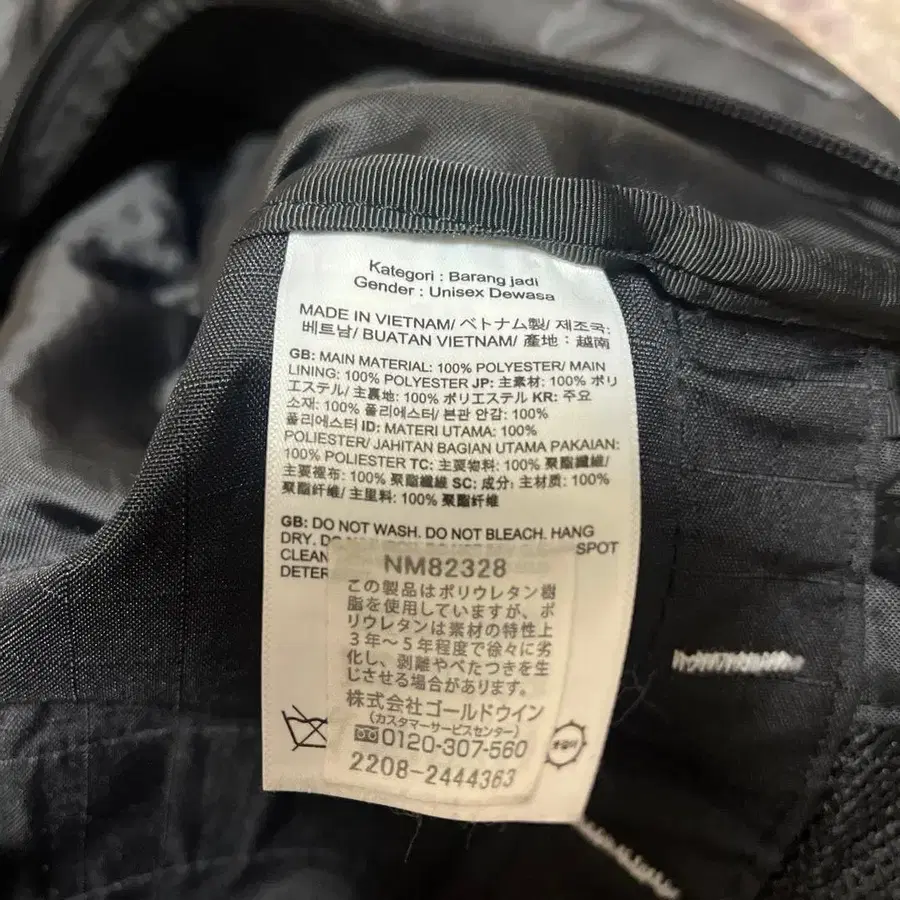 Kategori : Barang jadi
Gender : Unisex Dewasa
MADE IN VIETNAM/ ベトナム製/ 제조국:
베트남/ BUATAN VIETNAM/ 產地：越南
GB: MAIN MATERIAL: 100% POLYESTER/ MAIN
LINING: 100% POLYESTER JP: 主素材: 100% ポリ
エステル/ 主裏地: 100% ポリエステル KR: 주요
소재: 100% 폴리에스터/ 본판 안감: 100%
폴리에스터 ID: MATERI UTAMA: 100%
POLIESTER/ JAHITAN BAGIAN UTAMA PAKAIAN:
100% POLIESTER TC: 主要物料: 100% 聚酯纖維/
主要裡布: 100% 聚酯纖維 SC: 成分: 主材质: 100%
聚酯纤维/ 主里料: 100% 聚酯纤维
GB: DO NOT WASH. DO NOT BLEACH. HANG
DRY. SPOT
CLEAN
DETER
NM82328
この製品はポリウレタン樹
脂を使用していますが、ポ
リウレタンは素材の特性上
3年～5年程度で徐々に劣
化し、剥離やべたつきを生
じさせる場合があります。
株式会社ゴールドウイン
(カスタマーサービスセンター)
0120-307-560
2208-2444363